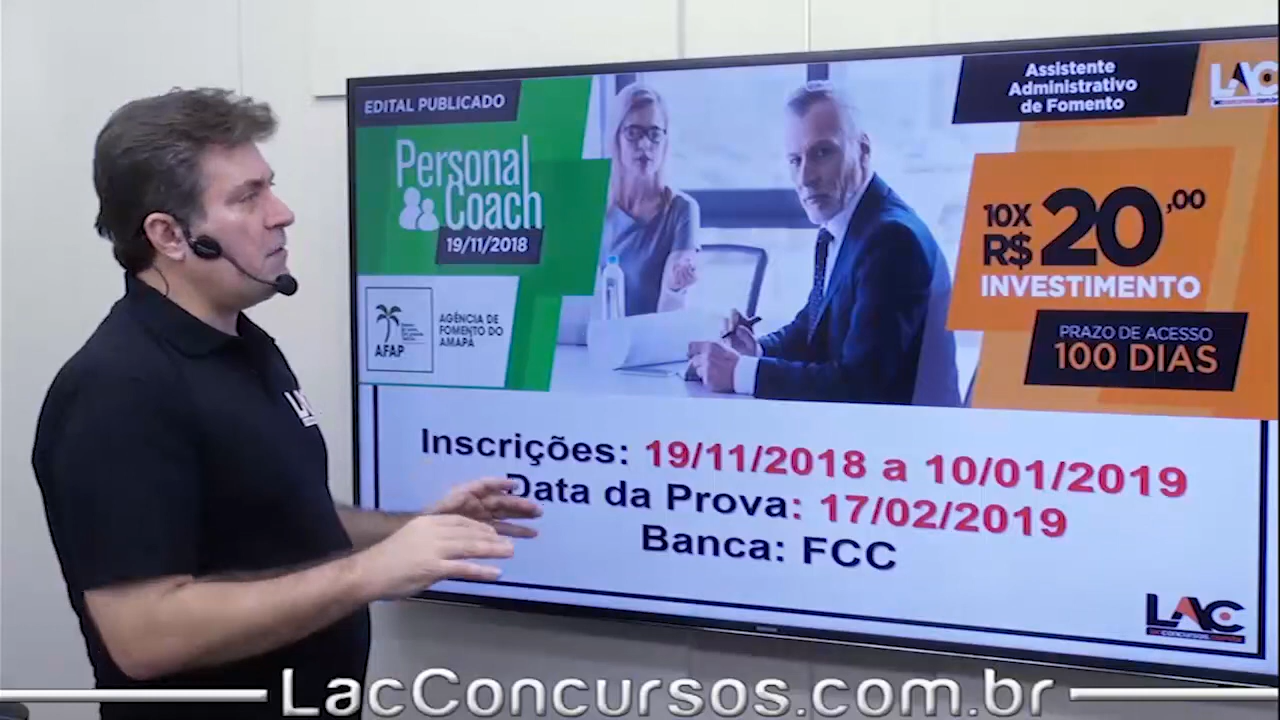 EDITAL PUBLICADO
Personal
Coach
19/11/2018
AFAP
AGÊNCIA DE
FOMENTO DO
AMAPÁ
Assistente
Administrativo
de Fomento
LAC
10X
R$ 20,00
INVESTIMENTO
PRAZO DE ACESSO
100 DIAS
Inscrições: 19/11/2018 a 10/01/2019
Data da Prova: 17/02/2019
Banca: FCC
LAC
LacConcursos.com.br